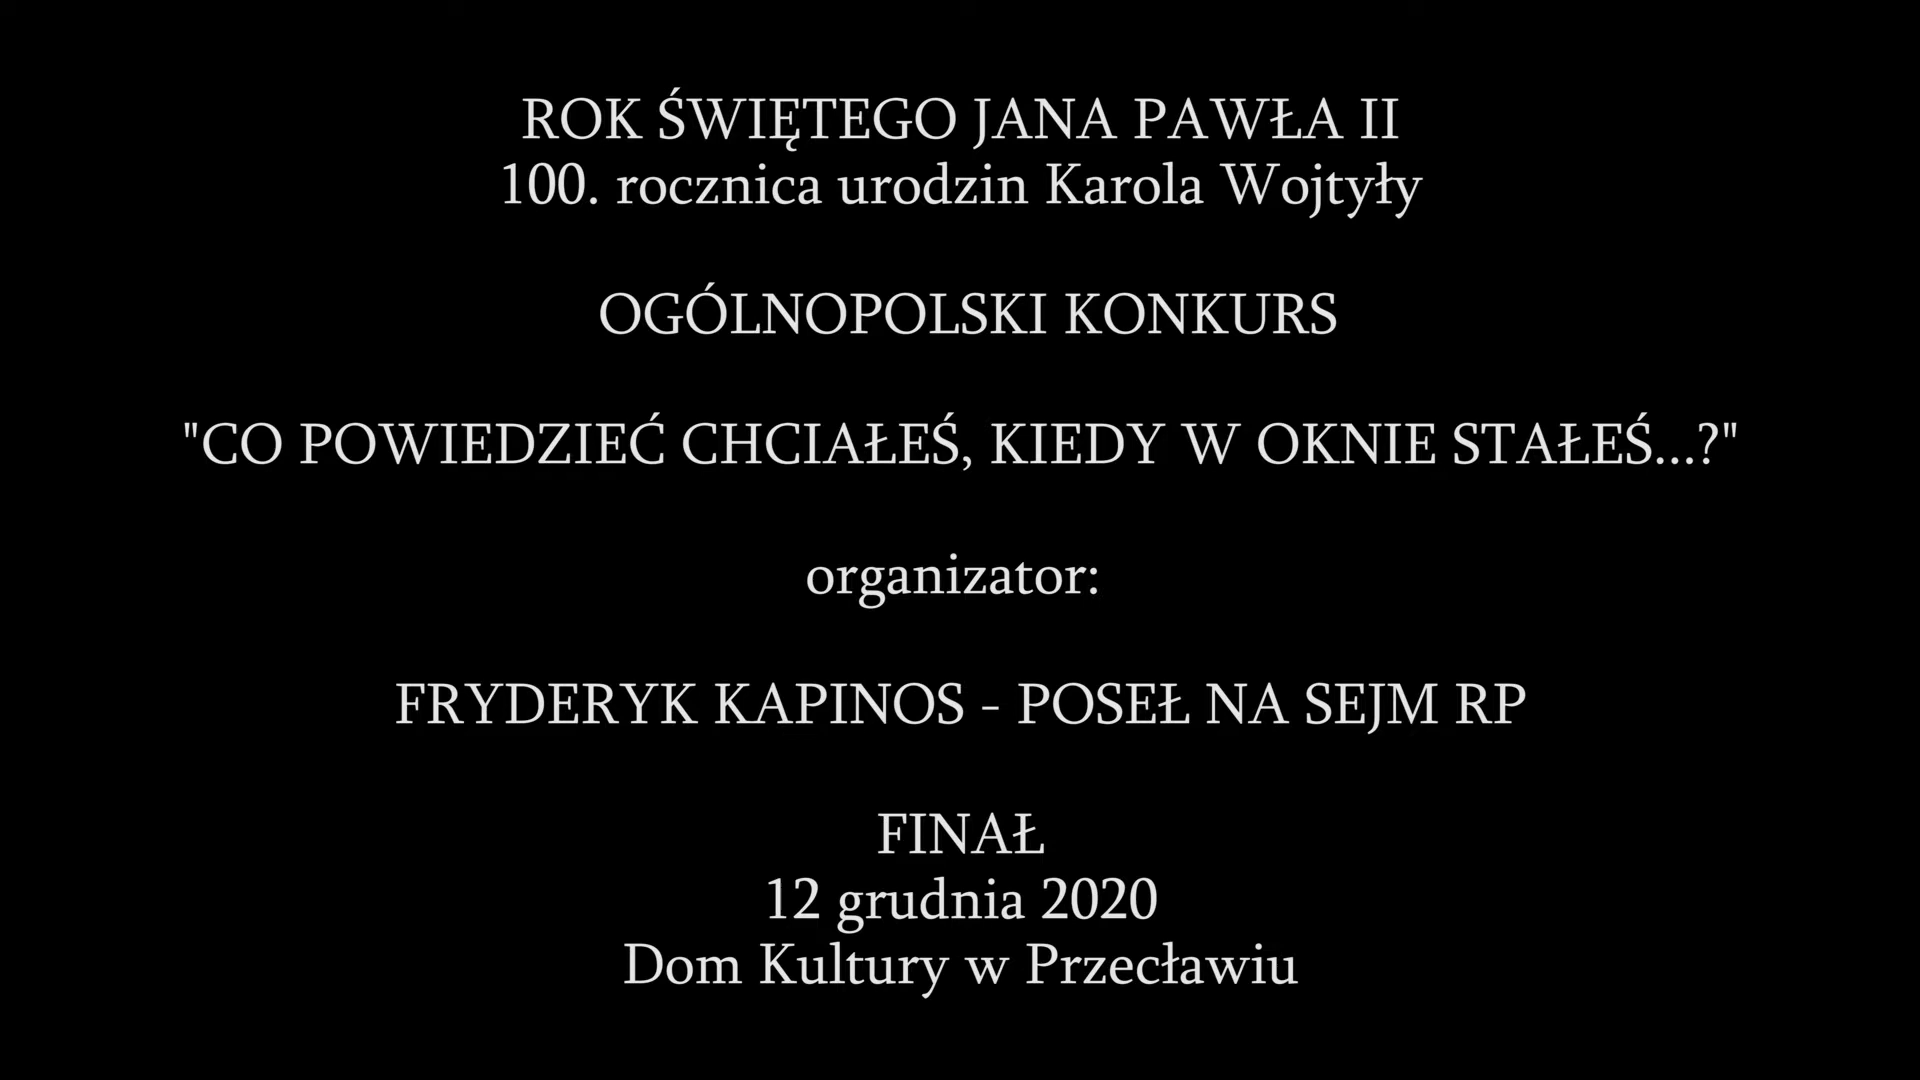 ROK ŚWIĘTEGO JANA PAWŁA II
100. rocznica urodzin Karola Wojtyły
OGÓLNOPOLSKI KONKURS
"CO POWIEDZIEĆ CHCIAŁEŚ, KIEDY W OKNIE STAŁEŚ...?"
organizator:
FRYDERYK KAPINOS - POSEŁ NA SEJM RP
FINAŁ
12 grudnia 2020
Dom Kultury w Przecławiu